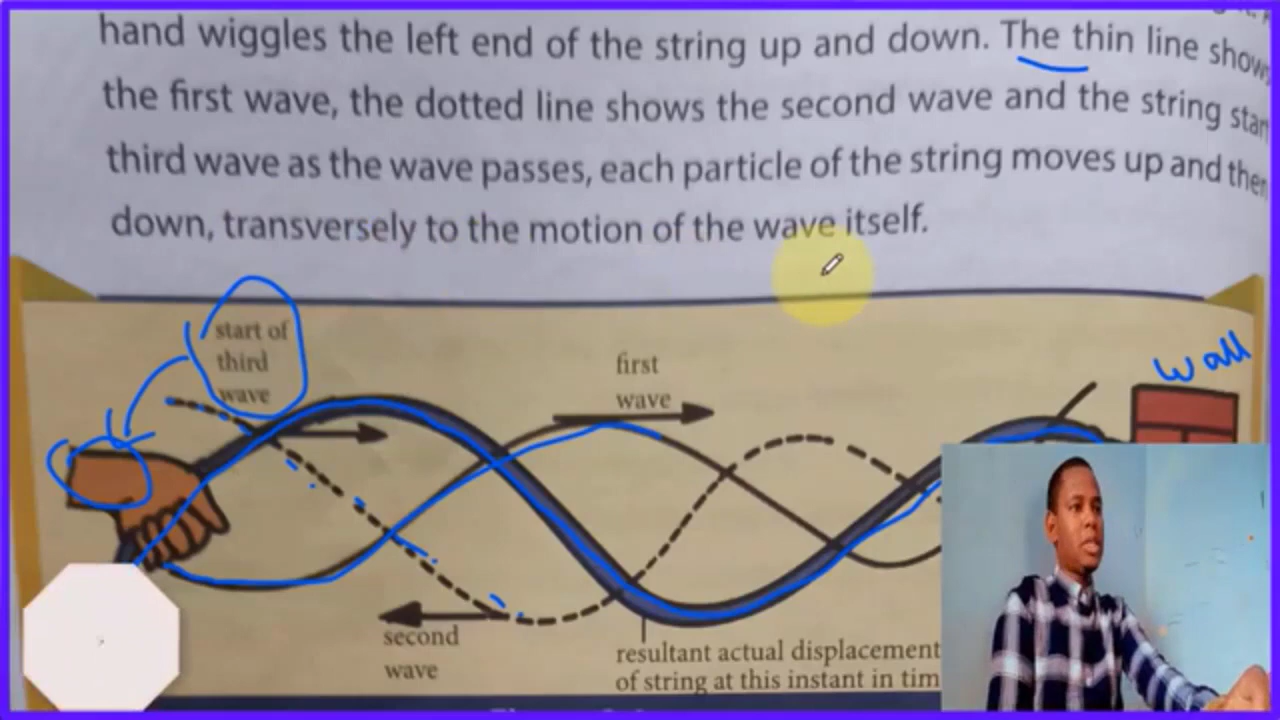 hand wiggles the left end of the string up and down. The thin line shows
the first wave, the dotted line shows the second wave and the string
third wave as the wave passes, each particle of the string moves up and
down, transversely to the motion of the wave itself.
start of
third
wave
first
wave
wall
second
wave
resultant actual displacement
of string at this instant in